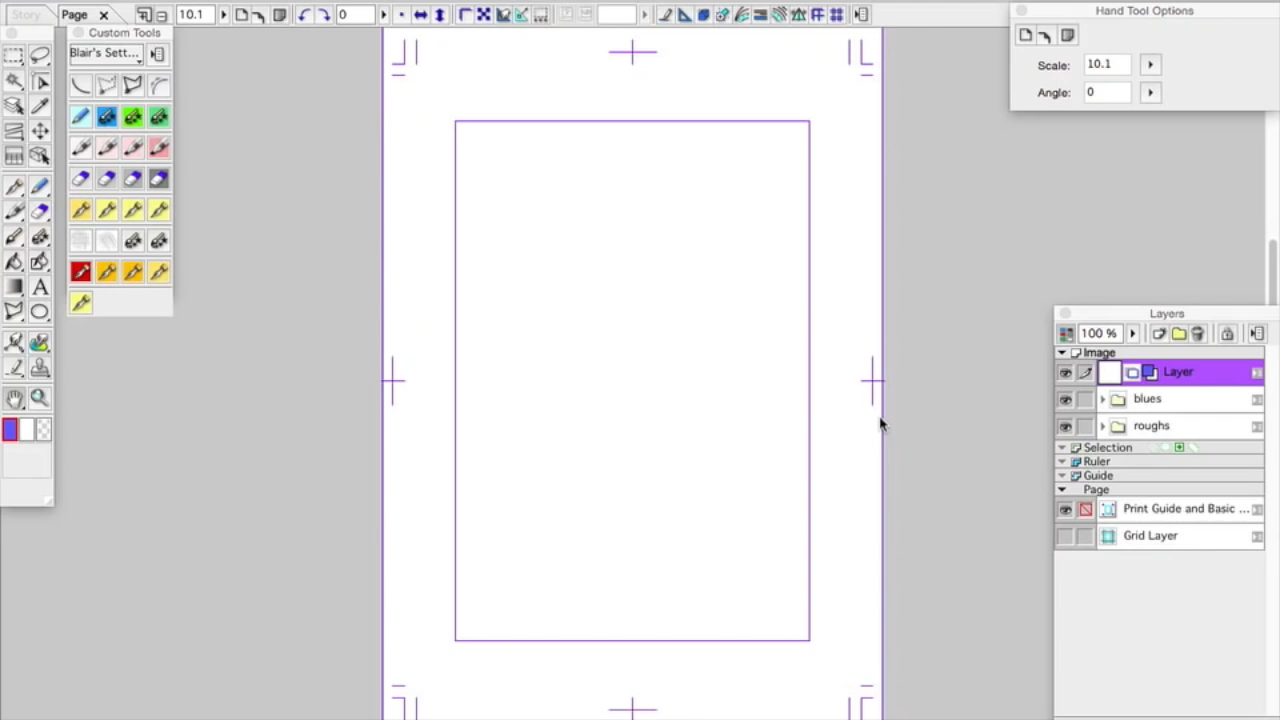 Story Page 10.1 0
Hand Tool Options
Custom Tools
Blair's Sett...
Scale: 10.1
Angle: 0
A
Layers
100 %
Image
Layer
blues
roughs
Selection
Ruler
Guide
Page
Print Guide and Basic ...
Grid Layer